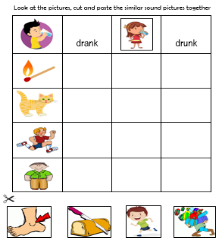 Look at the pictures, cut and paste the similar sound pictures together
drank
drunk